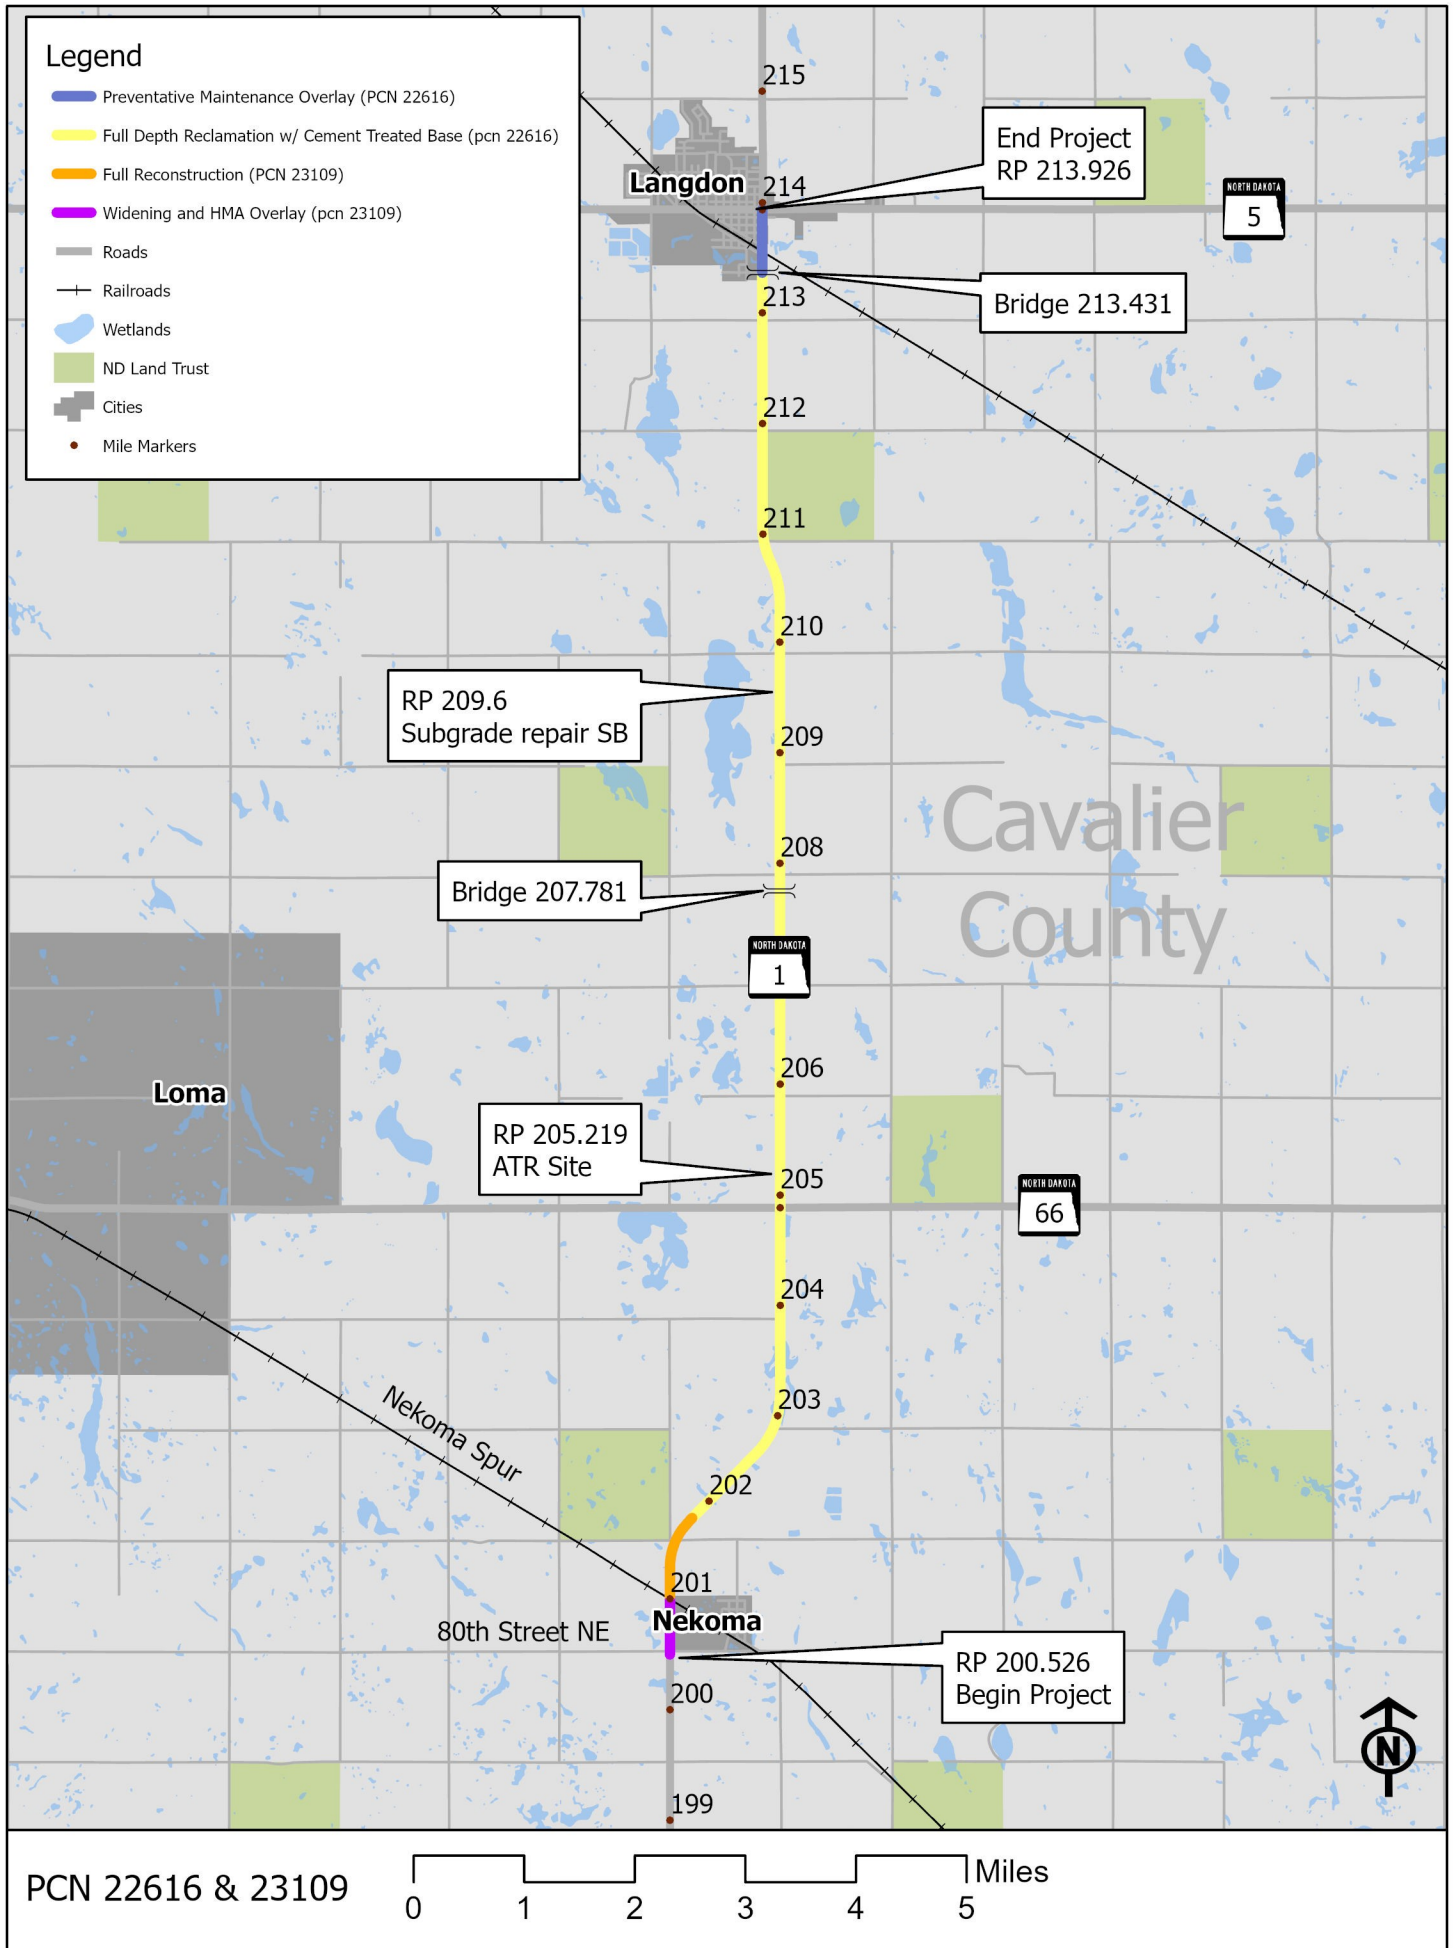 Legend
Preventative Maintenance Overlay (PCN 22616)
Full Depth Reclamation w/ Cement Treated Base (pcn 22616)
Full Reconstruction (PCN 23109)
Widening and HMA Overlay (pcn 23109)
Roads
Railroads
Wetlands
ND Land Trust
Cities
Mile Markers
215
End Project
RP 213.926
Langdon
214
NORTH DAKOTA
5
Bridge 213.431
213
212
211
210
RP 209.6
Subgrade repair SB
209
Cavalier
County
208
Bridge 207.781
NORTH DAKOTA
1
206
Loma
RP 205.219
ATR Site
205
NORTH DAKOTA
66
204
203
Nekoma Spur
202
201
Nekoma
80th Street NE
RP 200.526
Begin Project
200
199
N
PCN 22616 & 23109
Miles
0 1 2 3 4 5